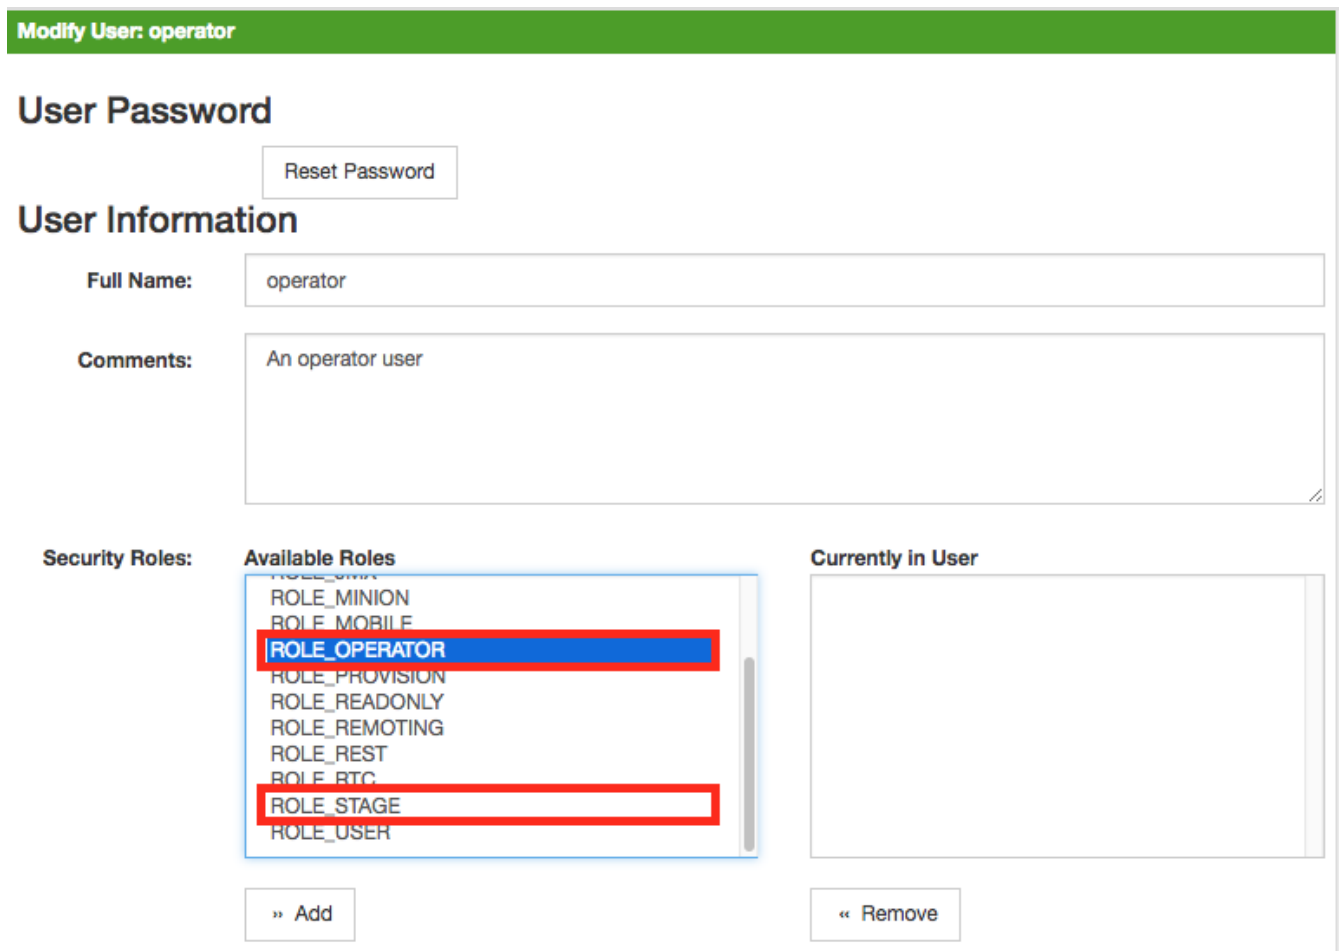 Modify User: operator
User Password
Reset Password
User Information
Full Name:
operator
Comments:
An operator user
Security Roles:
Available Roles
Currently in User
ROLE_JMX
ROLE_MINION
ROLE_MOBILE
ROLE_OPERATOR
ROLE_PROVISION
ROLE_READONLY
ROLE_REMOTING
ROLE_REST
ROLE_RTC
ROLE_STAGE
ROLE_USER
» Add
« Remove